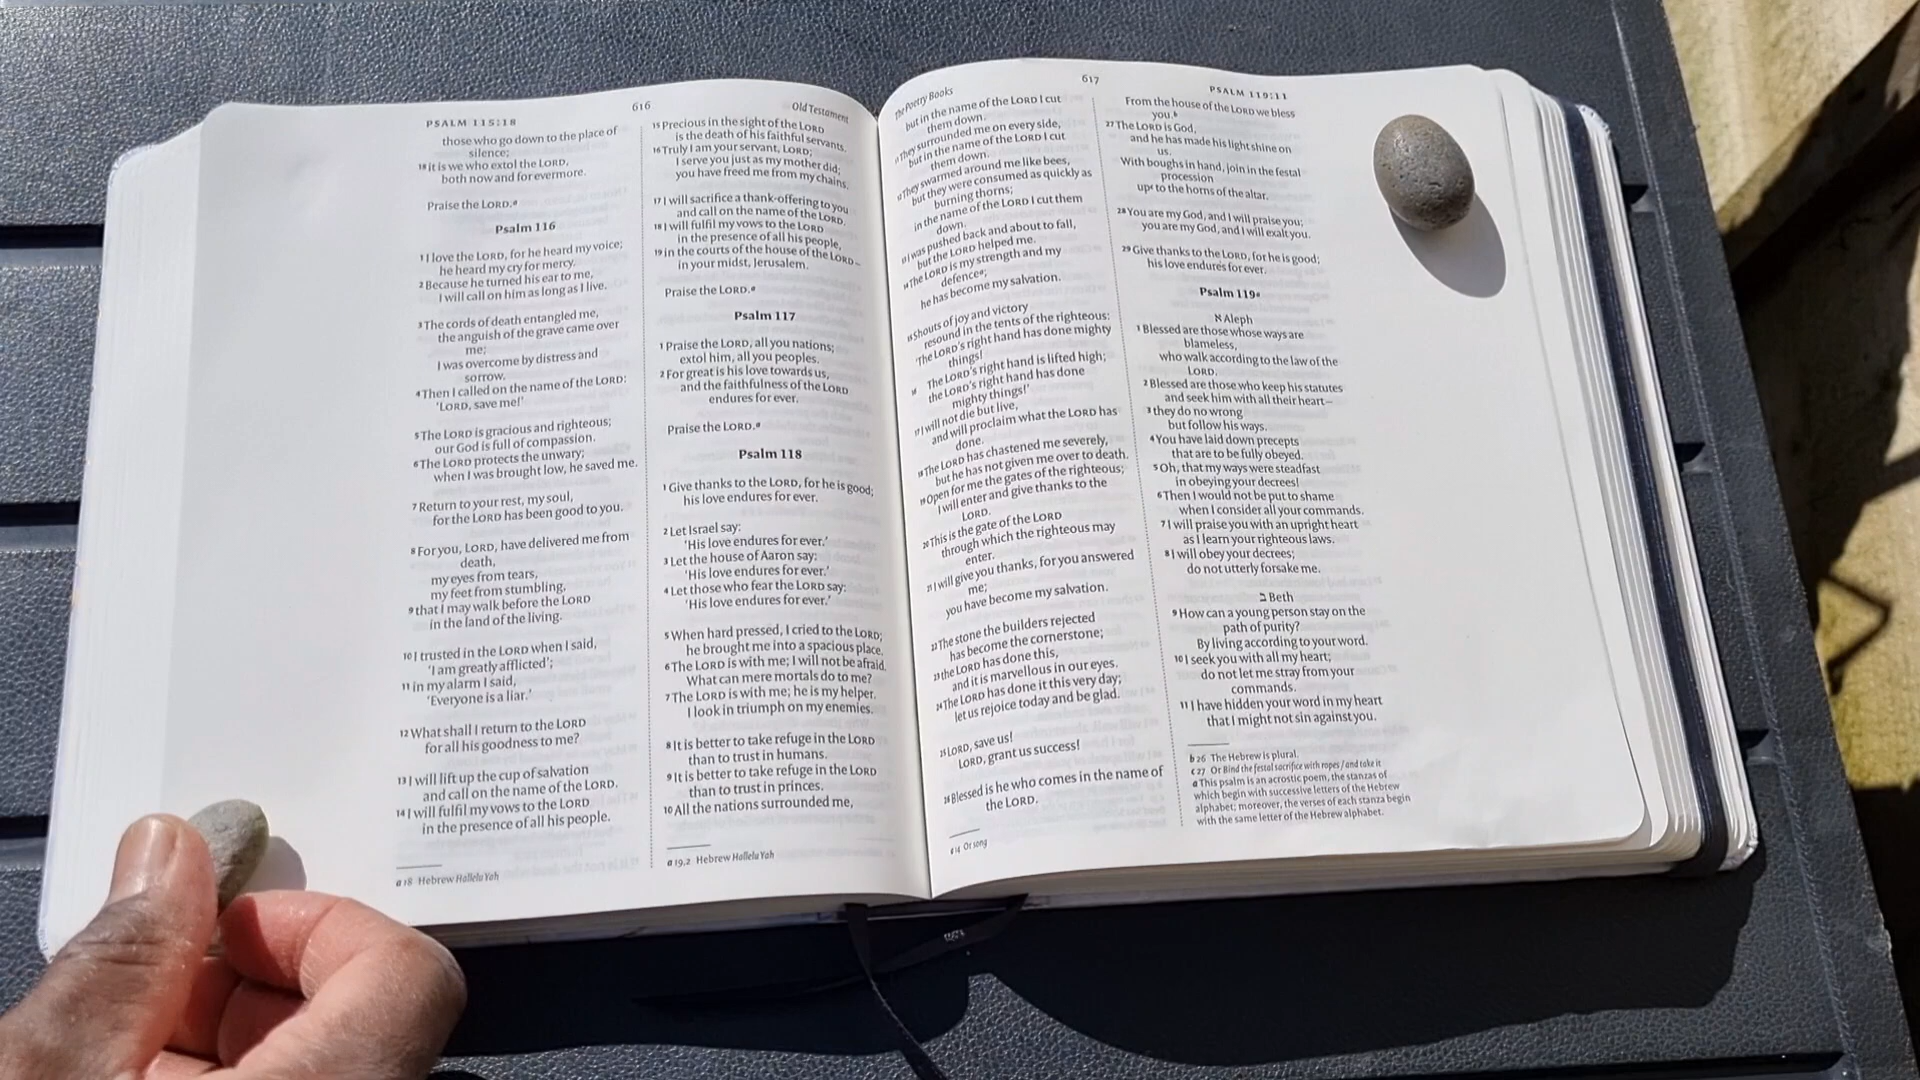 616
PSALM 115:18
Old Testament
those who go down to the place of
silence;
18 it is we who extol the LORD,
both now and for evermore.
Praise the LORD.a
Psalm 116
1 I love the LORD, for he heard my voice;
he heard my cry for mercy.
2 Because he turned his ear to me,
I will call on him as long as I live.
3 The cords of death entangled me,
the anguish of the grave came over
me;
I was overcome by distress and
sorrow.
4 Then I called on the name of the LORD:
'LORD, save me!'
5 The LORD is gracious and righteous;
our God is full of compassion.
6 The LORD protects the unwary;
when I was brought low, he saved me.
7 Return to your rest, my soul,
for the LORD has been good to you.
8 For you, LORD, have delivered me from
death,
my eyes from tears,
my feet from stumbling,
9 that I may walk before the LORD
in the land of the living.
10 I trusted in the LORD when I said,
'I am greatly afflicted';
11 in my alarm I said,
'Everyone is a liar.'
12 What shall I return to the LORD
for all his goodness to me?
13 I will lift up the cup of salvation
and call on the name of the LORD.
14 I will fulfil my vows to the LORD
in the presence of all his people.
a 18 Hebrew Hallelu Yah
15 Precious in the sight of the LORD
is the death of his faithful servants.
16 Truly I am your servant, LORD;
I serve you just as my mother did;
you have freed me from my chains.
17 I will sacrifice a thank-offering to you
and call on the name of the LORD.
18 I will fulfil my vows to the LORD
in the presence of all his people,
19 in the courts of the house of the LORD –
in your midst, Jerusalem.
Praise the LORD.a
Psalm 117
1 Praise the LORD, all you nations;
extol him, all you peoples.
2 For great is his love towards us,
and the faithfulness of the LORD
endures for ever.
Praise the LORD.a
Psalm 118
1 Give thanks to the LORD, for he is good;
his love endures for ever.
2 Let Israel say:
'His love endures for ever.'
3 Let the house of Aaron say:
'His love endures for ever.'
4 Let those who fear the LORD say:
'His love endures for ever.'
5 When hard pressed, I cried to the LORD;
he brought me into a spacious place.
6 The LORD is with me; I will not be afraid.
What can mere mortals do to me?
7 The LORD is with me; he is my helper.
I look in triumph on my enemies.
8 It is better to take refuge in the LORD
than to trust in humans.
9 It is better to take refuge in the LORD
than to trust in princes.
10 All the nations surrounded me,
a 19,2 Hebrew Hallelu Yah
617
The Poetry Books
PSALM 119:11
but in the name of the LORD I cut
them down.
11 They surrounded me on every side,
but in the name of the LORD I cut
them down.
12 They swarmed around me like bees,
but they were consumed as quickly as
burning thorns;
in the name of the LORD I cut them
down.
13 I was pushed back and about to fall,
but the LORD helped me.
14 The LORD is my strength and my
defencea;
he has become my salvation.
15 Shouts of joy and victory
resound in the tents of the righteous:
'The LORD's right hand has done mighty
things!
16 The LORD's right hand is lifted high;
the LORD's right hand has done
mighty things!'
17 I will not die but live,
and will proclaim what the LORD has
done.
18 The LORD has chastened me severely,
but he has not given me over to death.
19 Open for me the gates of the righteous;
I will enter and give thanks to the
LORD.
20 This is the gate of the LORD
through which the righteous may
enter.
21 I will give you thanks, for you answered
me;
you have become my salvation.
22 The stone the builders rejected
has become the cornerstone;
23 the LORD has done this,
and it is marvellous in our eyes.
24 The LORD has done it this very day;
let us rejoice today and be glad.
25 LORD, save us!
LORD, grant us success!
26 Blessed is he who comes in the name of
the LORD.
a 14 Or song
From the house of the LORD we bless
you.b
27 The LORD is God,
and he has made his light shine on
us.
With boughs in hand, join in the festal
procession
upc to the horns of the altar.
28 You are my God, and I will praise you;
you are my God, and I will exalt you.
29 Give thanks to the LORD, for he is good;
his love endures for ever.
Psalm 119a
א Aleph
1 Blessed are those whose ways are
blameless,
who walk according to the law of the
LORD.
2 Blessed are those who keep his statutes
and seek him with all their heart –
3 they do no wrong
but follow his ways.
4 You have laid down precepts
that are to be fully obeyed.
5 Oh, that my ways were steadfast
in obeying your decrees!
6 Then I would not be put to shame
when I consider all your commands.
7 I will praise you with an upright heart
as I learn your righteous laws.
8 I will obey your decrees;
do not utterly forsake me.
ב Beth
9 How can a young person stay on the
path of purity?
By living according to your word.
10 I seek you with all my heart;
do not let me stray from your
commands.
11 I have hidden your word in my heart
that I might not sin against you.
b 26 The Hebrew is plural.
c 27 Or Bind the festal sacrifice with ropes / and take it
a This psalm is an acrostic poem, the stanzas of
which begin with successive letters of the Hebrew
alphabet; moreover, the verses of each stanza begin
with the same letter of the Hebrew alphabet.